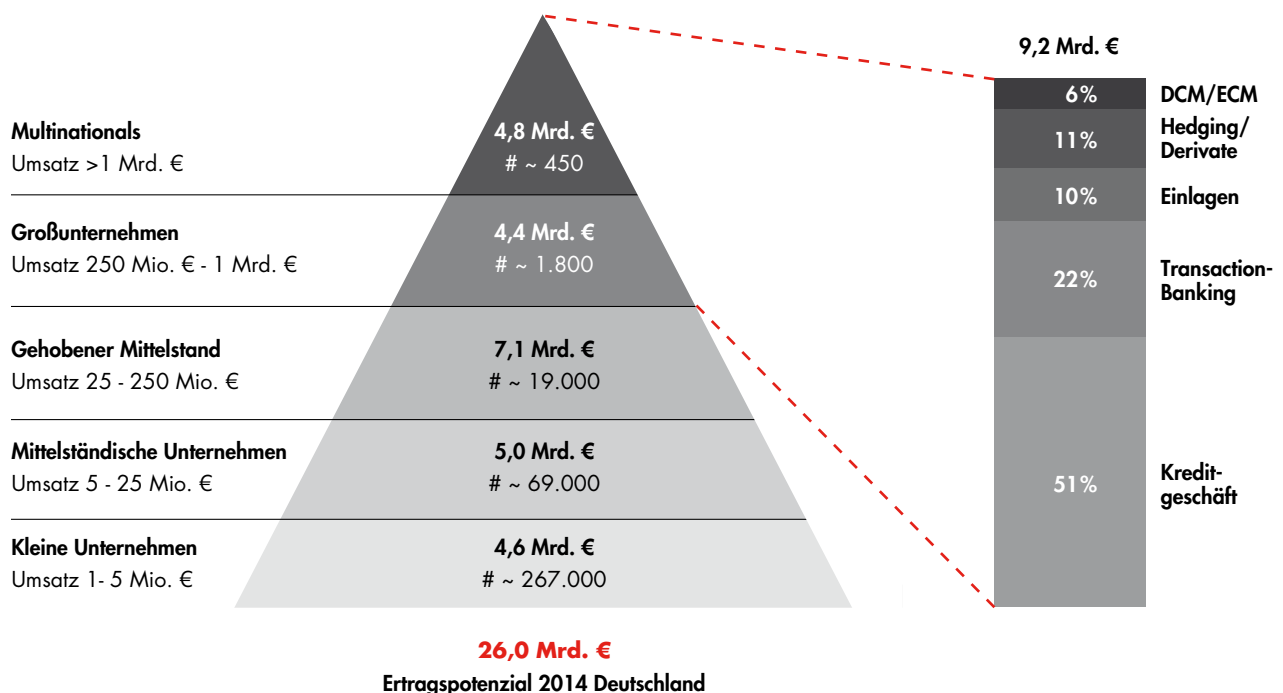 9,2 Mrd. €
6%
DCM/ECM
Multinationals
Umsatz >1 Mrd. €
4,8 Mrd. €
# ~ 450
11%
Hedging/
Derivate
10%
Einlagen
Großunternehmen
Umsatz 250 Mio. € - 1 Mrd. €
4,4 Mrd. €
# ~ 1.800
22%
Transaction-
Banking
Gehobener Mittelstand
Umsatz 25 - 250 Mio. €
7,1 Mrd. €
# ~ 19.000
Mittelständische Unternehmen
Umsatz 5 - 25 Mio. €
5,0 Mrd. €
# ~ 69.000
51%
Kredit-
geschäft
Kleine Unternehmen
Umsatz 1- 5 Mio. €
4,6 Mrd. €
# ~ 267.000
26,0 Mrd. €
Ertragspotenzial 2014 Deutschland